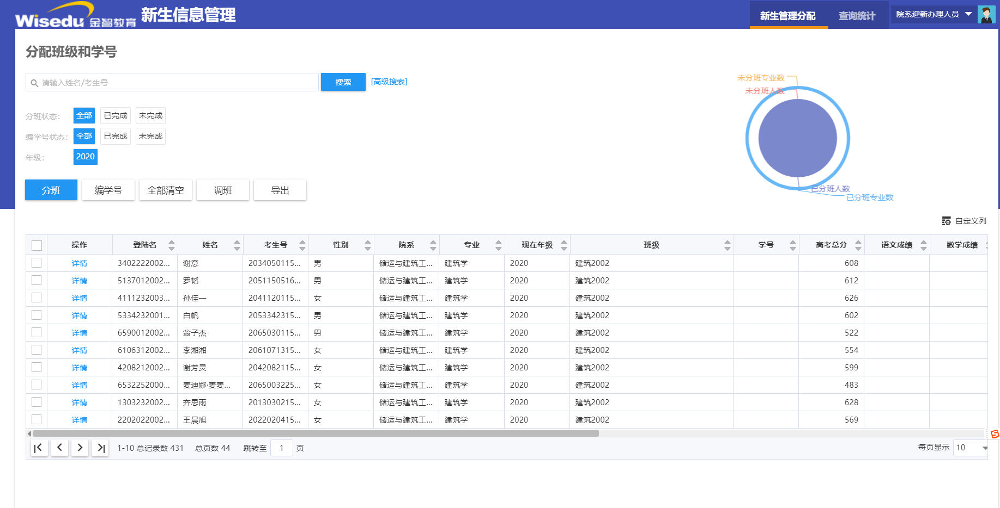 Wisedu 金智教育 新生信息管理 新生管理分配 查询统计 院系迎新办理人员
分配班级和学号
请输入姓名/考生号 搜索 [高级搜索]
未分班专业数
未分班人数
分班状态： 全部 已完成 未完成
编学号状态： 全部 已完成 未完成
年级： 2020
分班 编学号 全部清空 调班 导出
已分班人数
已分班专业数
自定义列
操作 登陆名 姓名 考生号 性别 院系 专业 现在年级 班级 学号 高考总分 语文成绩 数学成绩
详情 3402222002... 谢意 2034050115... 男 储运与建筑工... 建筑学 2020 建筑2002 608
详情 5137012002... 罗韬 2051150516... 男 储运与建筑工... 建筑学 2020 建筑2002 612
详情 4111232003... 孙佳一 2041120115... 女 储运与建筑工... 建筑学 2020 建筑2002 626
详情 5334232001... 白帆 2053342315... 男 储运与建筑工... 建筑学 2020 建筑2002 602
详情 6590012002... 翁子杰 2065030115... 男 储运与建筑工... 建筑学 2020 建筑2002 522
详情 6106312002... 李湘湘 2061071315... 女 储运与建筑工... 建筑学 2020 建筑2002 554
详情 4208212002... 谢芳灵 2042082115... 女 储运与建筑工... 建筑学 2020 建筑2002 599
详情 6532252000... 麦迪娜·麦麦... 2065003225... 女 储运与建筑工... 建筑学 2020 建筑2002 483
详情 1303232002... 齐思雨 2013030215... 女 储运与建筑工... 建筑学 2020 建筑2002 628
详情 2202022002... 王晨旭 2022020415... 女 储运与建筑工... 建筑学 2020 建筑2002 569
1-10 总记录数 431 总页数 44 跳转至 1 页 每页显示 10